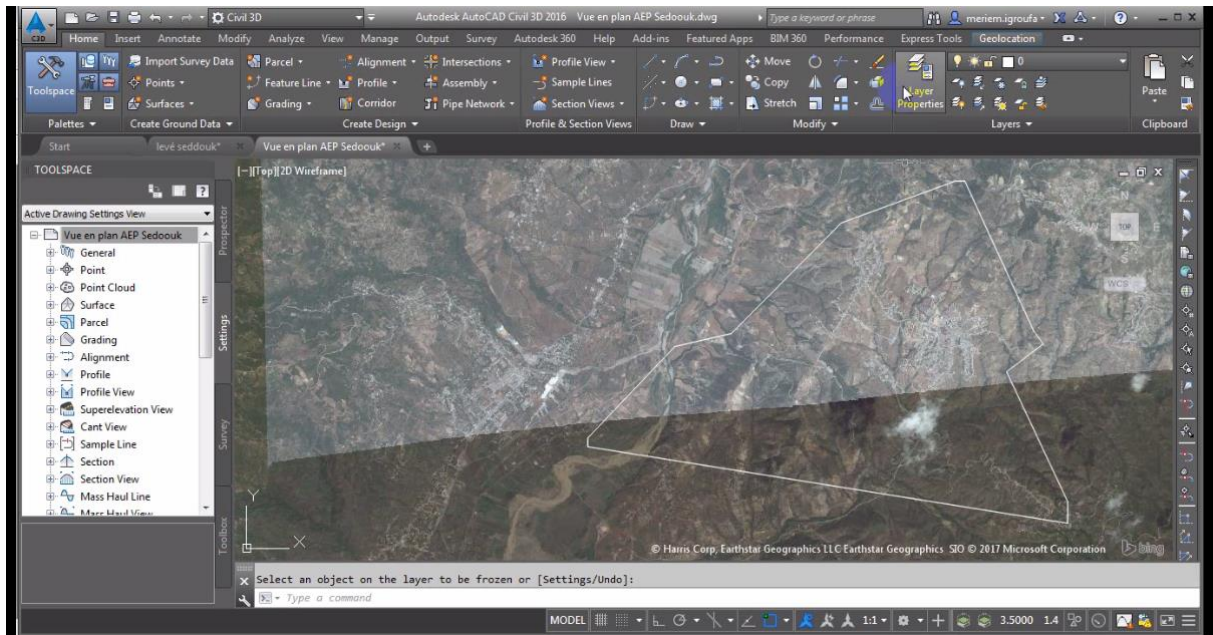 Civil 3D
Autodesk AutoCAD Civil 3D 2016 Vue en plan AEP Sedoouk.dwg
Type a keyword or phrase
meriem.igroufa
C3D
Home Insert Annotate Modify Analyze View Manage Output Survey Autodesk 360 Help Add-ins Featured Apps BIM 360 Performance Express Tools Geolocation
Toolspace
Import Survey Data
Points
Surfaces
Parcel
Feature Line
Grading
Alignment
Profile
Corridor
Intersections
Assembly
Pipe Network
Profile View
Sample Lines
Section Views
Move
Copy
Stretch
Layer
Properties
0
Paste
Palettes Create Ground Data Create Design Profile & Section Views Draw Modify Layers Clipboard
Start levé seddouk* Vue en plan AEP Sedoouk*
TOOLSPACE
[-][Top][2D Wireframe]
Active Drawing Settings View
Vue en plan AEP Sedoouk
General
Point
Point Cloud
Surface
Parcel
Grading
Alignment
Profile
Profile View
Superelevation View
Cant View
Sample Line
Section
Section View
Mass Haul Line
Mass Haul View
Prospector
Settings
Survey
Toolbox
N
TOP
S
WCS
Y
X
© Harris Corp, Earthstar Geographics LLC Earthstar Geographics SIO © 2017 Microsoft Corporation
bing
Select an object on the layer to be frozen or [Settings/Undo]:
Type a command
MODEL 1:1 3.5000 1.4